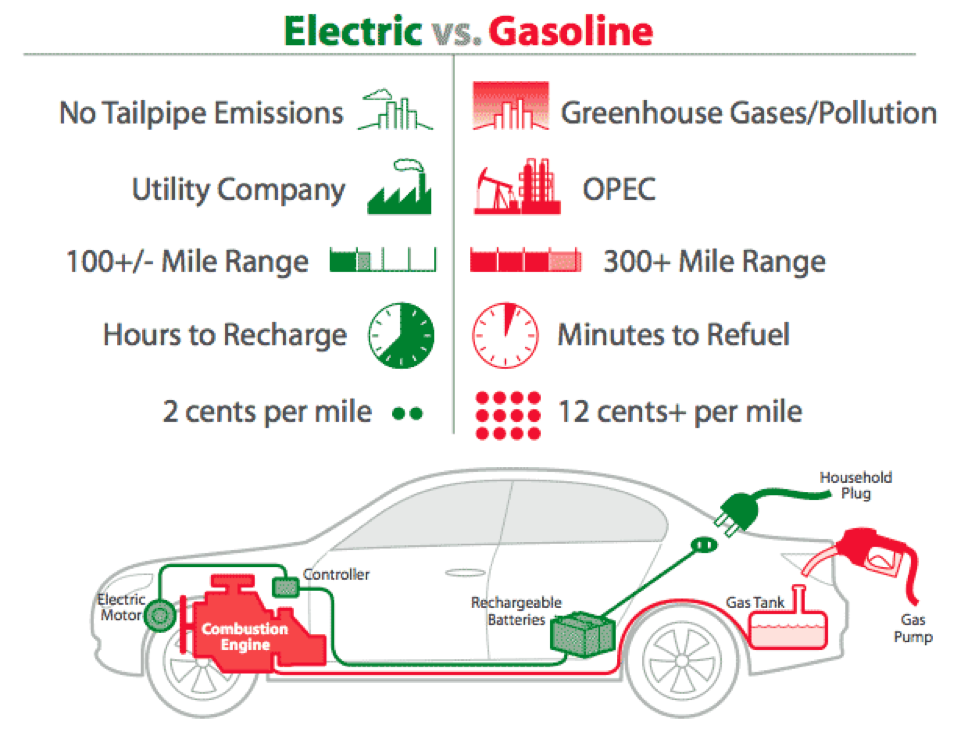 Electric vs. Gasoline
No Tailpipe Emissions
Greenhouse Gases/Pollution
Utility Company
OPEC
100+/- Mile Range
300+ Mile Range
Hours to Recharge
Minutes to Refuel
2 cents per mile
12 cents+ per mile
Household
Plug
Controller
Electric
Motor
Combustion
Engine
Rechargeable
Batteries
Gas Tank
Gas
Pump